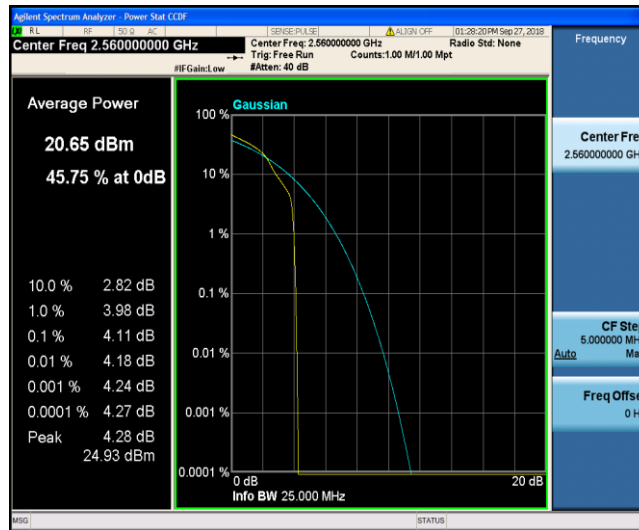 Agilent Spectrum Analyzer - Power Stat CCDF
RL RF 50 Ω AC SENSE:PULSE ALIGN OFF 01:28:20 PM Sep 27, 2018
Center Freq 2.560000000 GHz
Center Freq: 2.560000000 GHz Radio Std: None
Trig: Free Run Counts:1.00 M/1.00 Mpt
#IFGain:Low #Atten: 40 dB
Frequency
Average Power
20.65 dBm
45.75 % at 0dB
10.0 % 2.82 dB
1.0 % 3.98 dB
0.1 % 4.11 dB
0.01 % 4.18 dB
0.001 % 4.24 dB
0.0001 % 4.27 dB
Peak 4.28 dB
24.93 dBm
Gaussian
100 %
10 %
1 %
0.1 %
0.01 %
0.001 %
0.0001 %
0 dB 20 dB
Info BW 25.000 MHz
Center Fre
2.560000000 GH
CF Ste
5.000000 MH
Auto Ma
Freq Offse
0 H
MSG STATUS